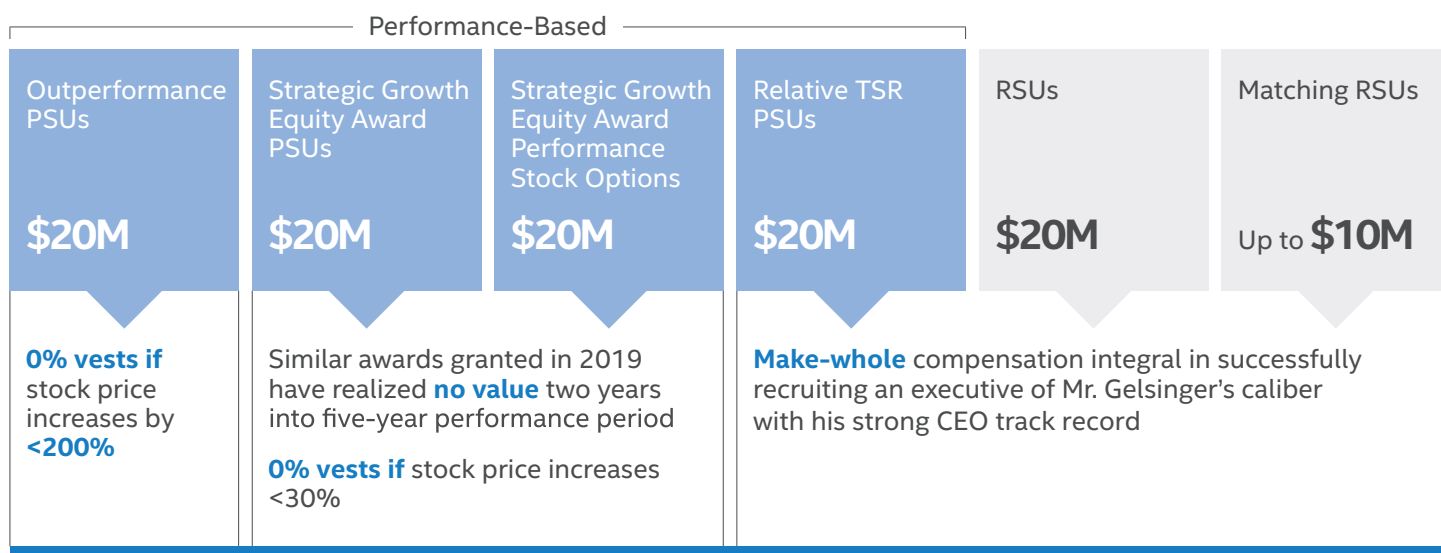 Performance-Based
Outperformance
PSUs
$20M
Strategic Growth
Equity Award
PSUs
$20M
Strategic Growth
Equity Award
Performance
Stock Options
$20M
Relative TSR
PSUs
$20M
RSUs
$20M
Matching RSUs
Up to $10M
0% vests if
stock price
increases by
<200%
Similar awards granted in 2019
have realized no value two years
into five-year performance period
0% vests if stock price increases
<30%
Make-whole compensation integral in successfully
recruiting an executive of Mr. Gelsinger’s caliber
with his strong CEO track record